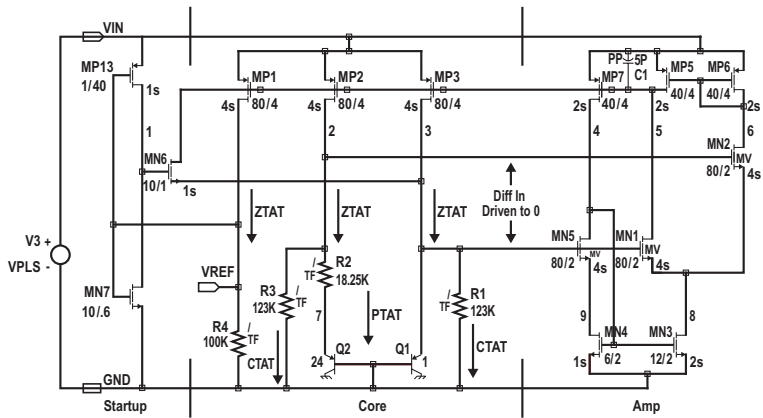 VIN
MP13
1/40
1s
1
MN6
10/1
1s
V3 +
VPLS -
MN7
10/.6
GND
Startup
MP1
4s
80/4
MP2
4s
80/4
MP3
4s
80/4
2
3
ZTAT
ZTAT
ZTAT
VREF
R4
100K
TF
CTAT
R3
123K
TF
R2
TF
18.25K
7
PTAT
Q2
24
Q1
1
R1
TF
123K
CTAT
Core
Diff In
Driven to 0
PP
5P
C1
MP7
2s
40/4
MP5
2s
40/4
MP6
40/4
2s
4
5
6
MN2
MV
80/2
4s
MN5
MV
80/2
4s
MN1
MV
80/2
4s
9
8
MN4
1s
6/2
MN3
12/2
2s
Amp